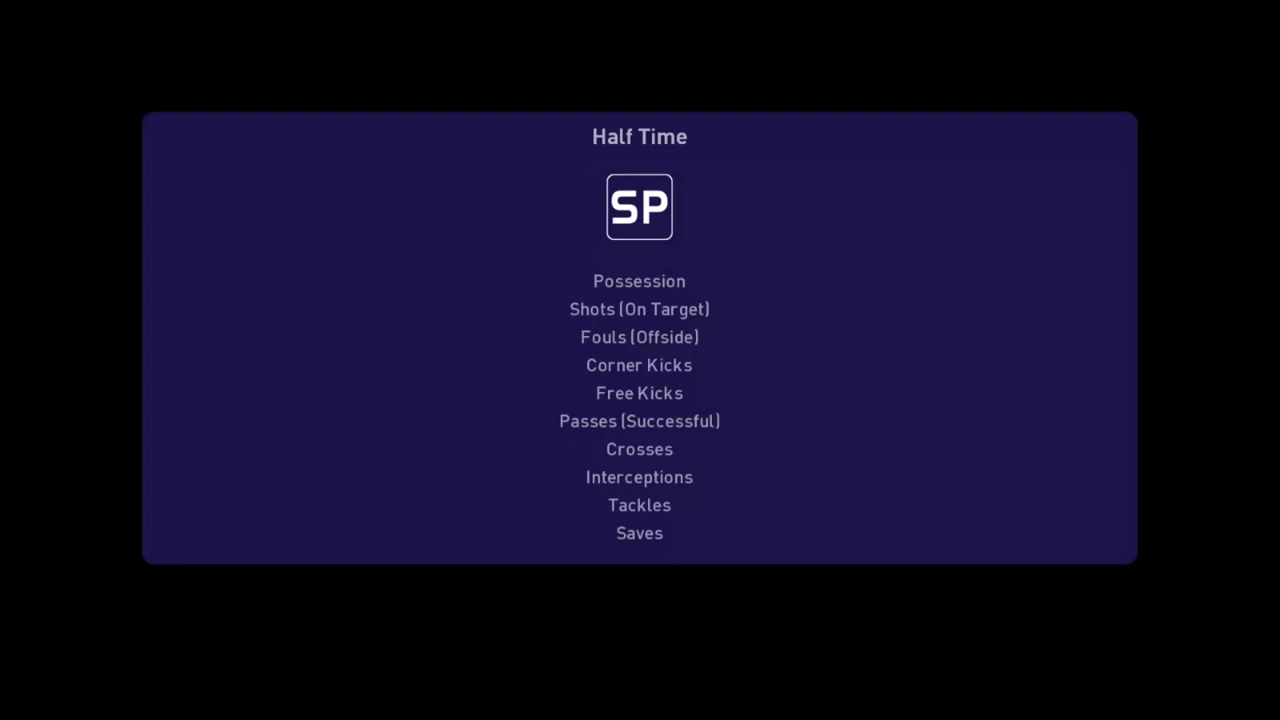 Half Time
SP
Possession
Shots (On Target)
Fouls (Offside)
Corner Kicks
Free Kicks
Passes (Successful)
Crosses
Interceptions
Tackles
Saves